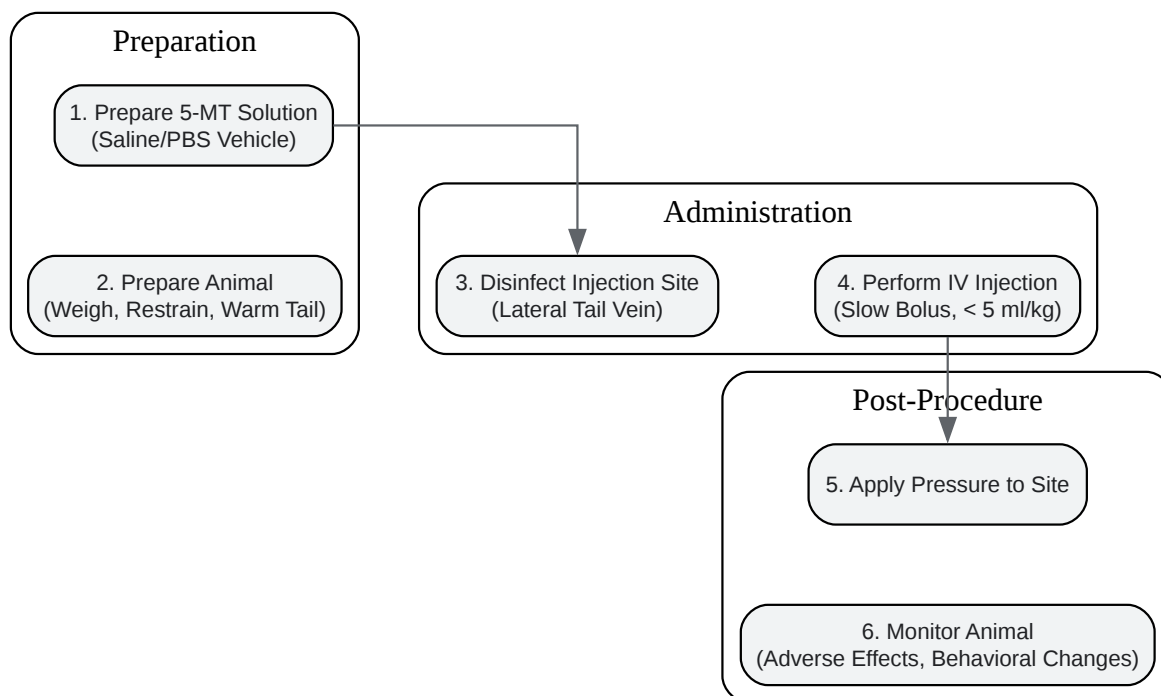 Preparation
1. Prepare 5-MT Solution
(Saline/PBS Vehicle)
2. Prepare Animal
(Weigh, Restrain, Warm Tail)
Administration
3. Disinfect Injection Site
(Lateral Tail Vein)
4. Perform IV Injection
(Slow Bolus, < 5 ml/kg)
Post-Procedure
5. Apply Pressure to Site
6. Monitor Animal
(Adverse Effects, Behavioral Changes)